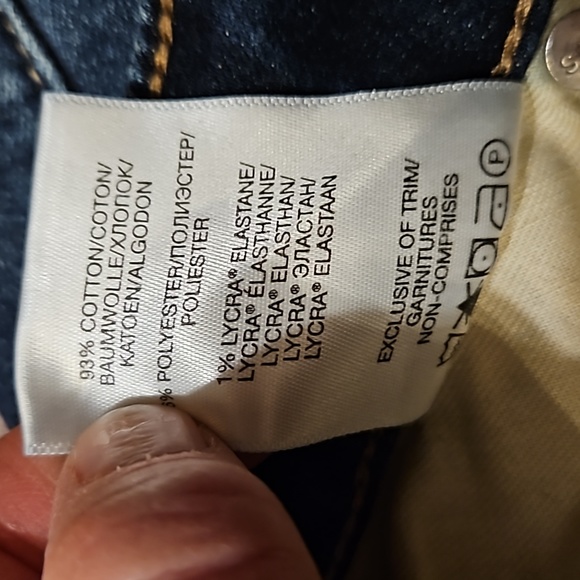 93% COTTON/COTON/
BAUMWOLLE/ХЛОПОК/
KATOEN/ALGODON
% POLYESTER/ПОЛИЭСТЕР/
POLIESTER
1% LYCRA® ELASTANE/
LYCRA® ÉLASTHANNE/
LYCRA® ELASTHAN/
LYCRA® ЭЛАСТАН/
LYCRA® ELASTAAN
EXCLUSIVE OF TRIM/
GARNITURES
NON-COMPRISES
P
S